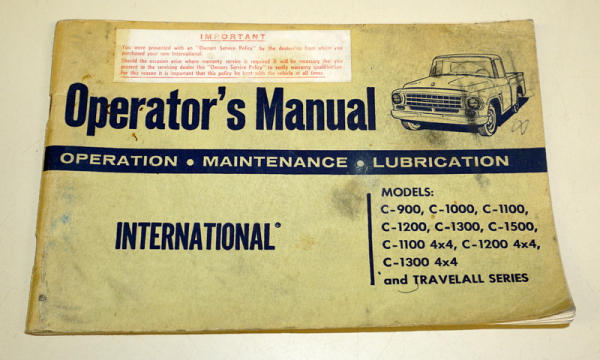 IMPORTANT
You were presented with an "Owners Service Policy" by the dealership from which you
purchased your new International.
Should the occasion arise where warranty service is required it will be necessary that you
present to the servicing dealer this "Owners Service Policy" to verify warranty qualification
for this reason it is important that this policy be kept with the vehicle at all times.
Operator's Manual
OPERATION • MAINTENANCE • LUBRICATION
INTERNATIONAL®
MODELS:
C-900, C-1000, C-1100,
C-1200, C-1300, C-1500,
C-1100 4x4, C-1200 4x4,
C-1300 4x4
and TRAVELALL SERIES